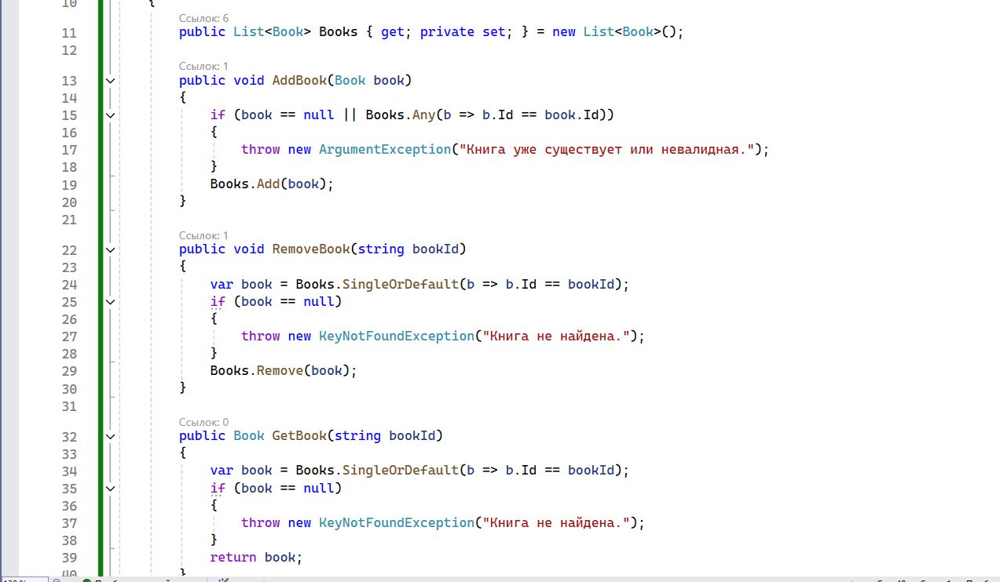 10 {
Ссылок: 6
11 public List<Book> Books { get; private set; } = new List<Book>();
12
Ссылок: 1
13 public void AddBook(Book book)
14 {
15 if (book == null || Books.Any(b => b.Id == book.Id))
16 {
17 throw new ArgumentException("Книга уже существует или невалидная.");
18 }
19 Books.Add(book);
20 }
21
Ссылок: 1
22 public void RemoveBook(string bookId)
23 {
24 var book = Books.SingleOrDefault(b => b.Id == bookId);
25 if (book == null)
26 {
27 throw new KeyNotFoundException("Книга не найдена.");
28 }
29 Books.Remove(book);
30 }
31
Ссылок: 0
32 public Book GetBook(string bookId)
33 {
34 var book = Books.SingleOrDefault(b => b.Id == bookId);
35 if (book == null)
36 {
37 throw new KeyNotFoundException("Книга не найдена.");
38 }
39 return book;
40 }